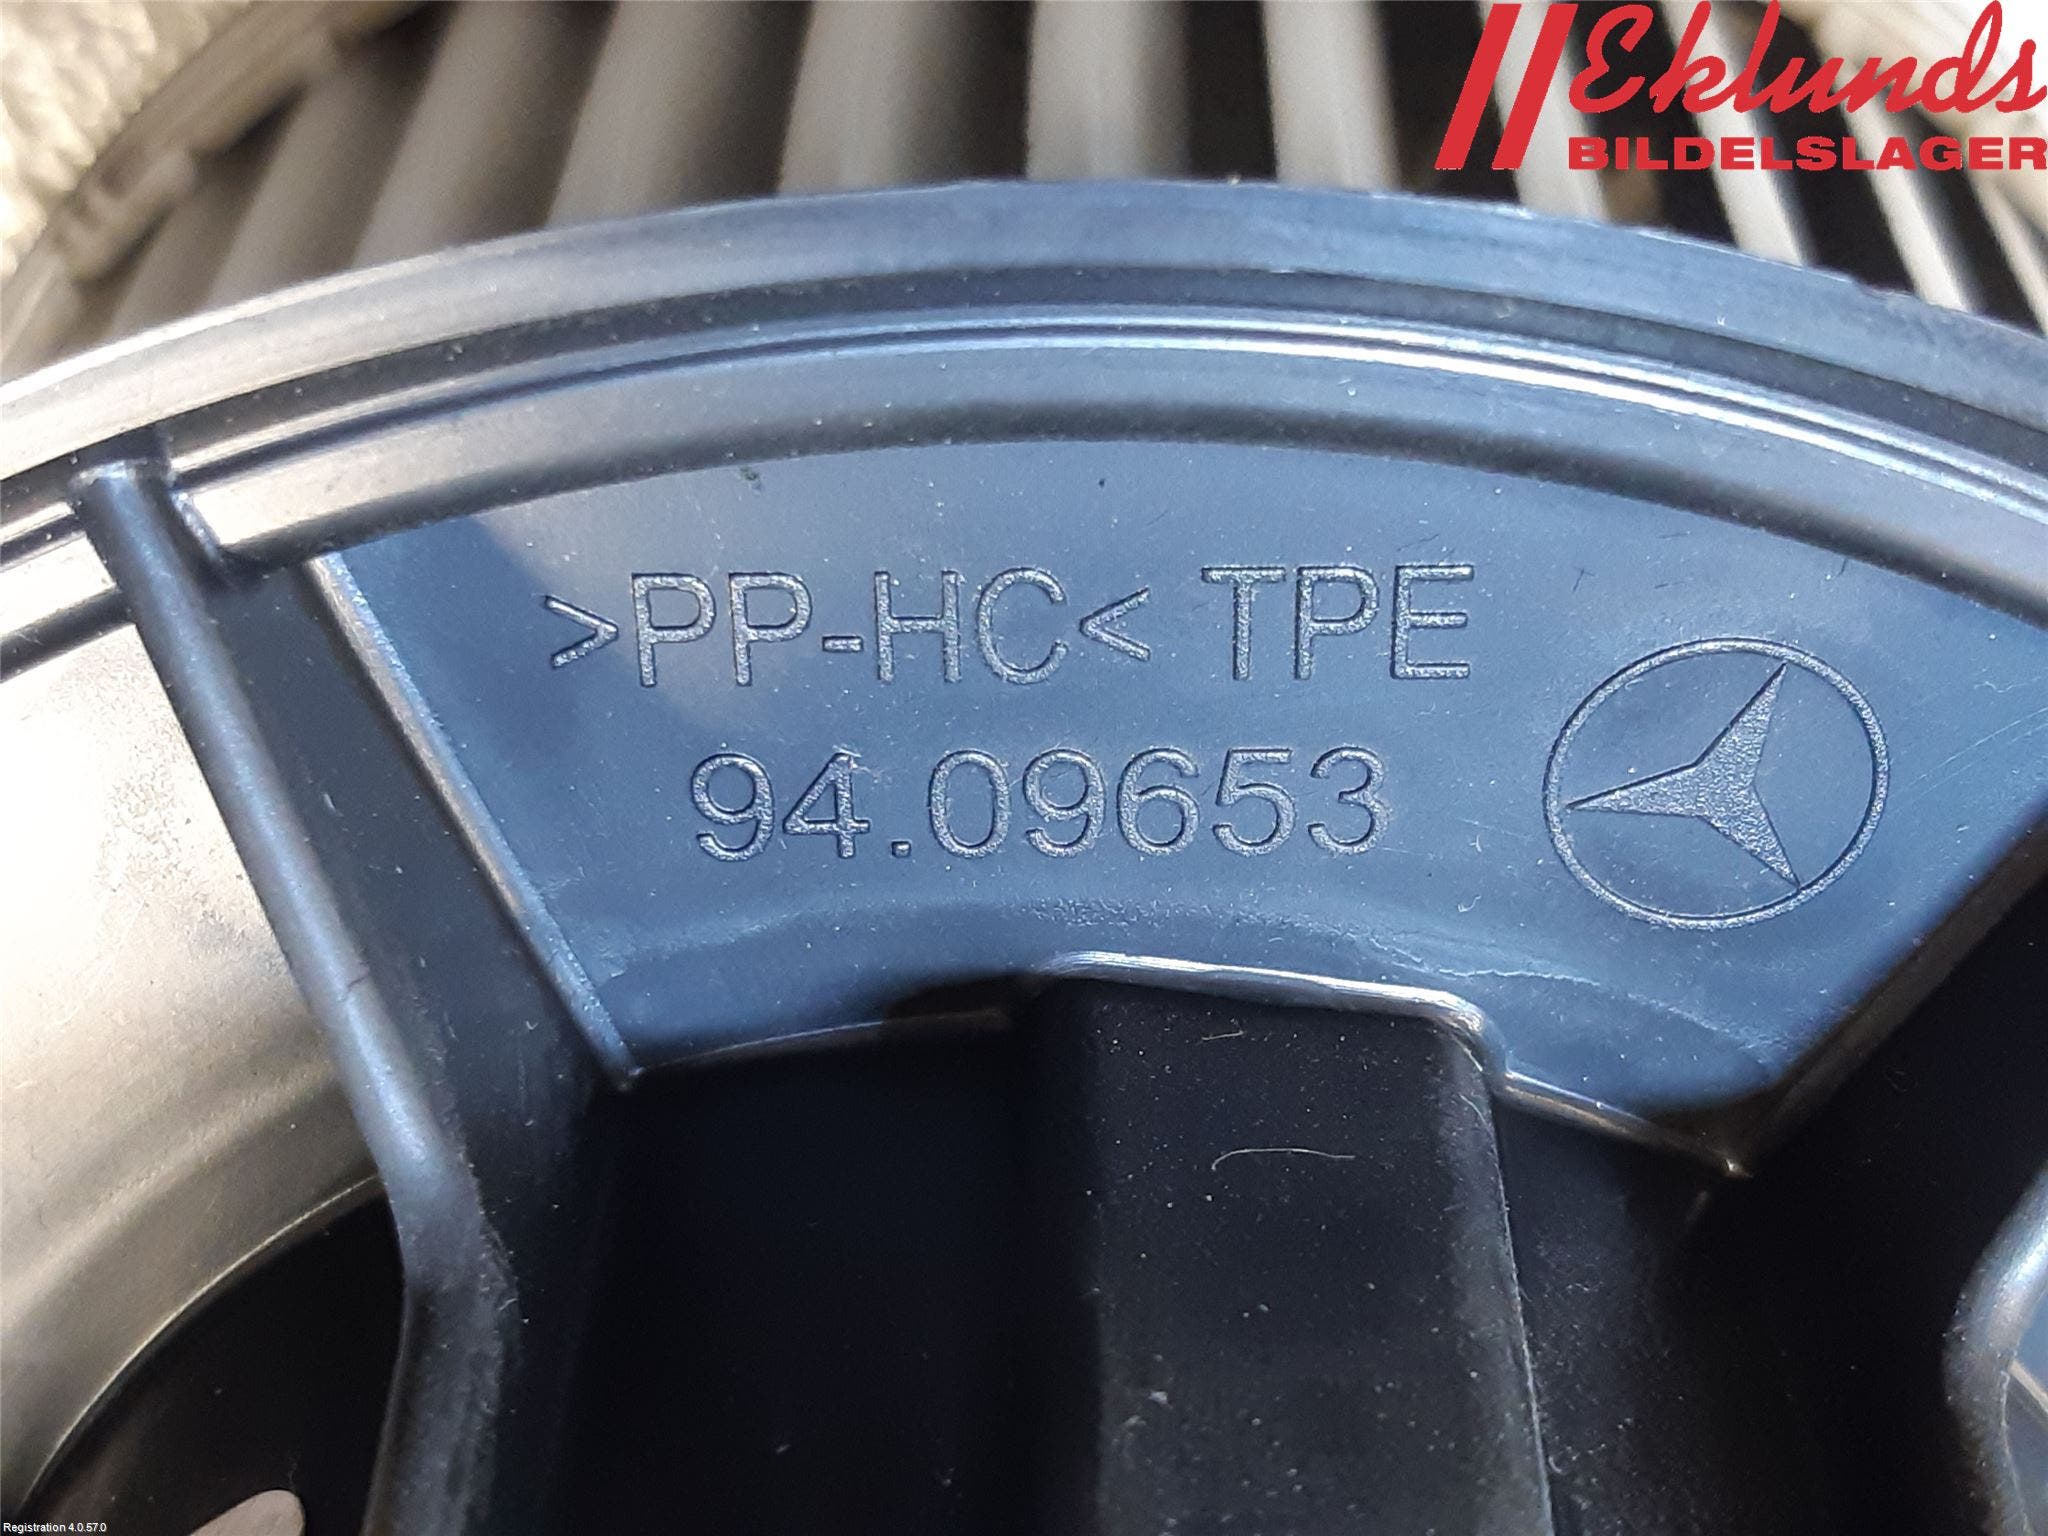 Eklunds
BILDELSLAGER
>PP-HC< TPE
94.09653
Registration 4.0.57.0